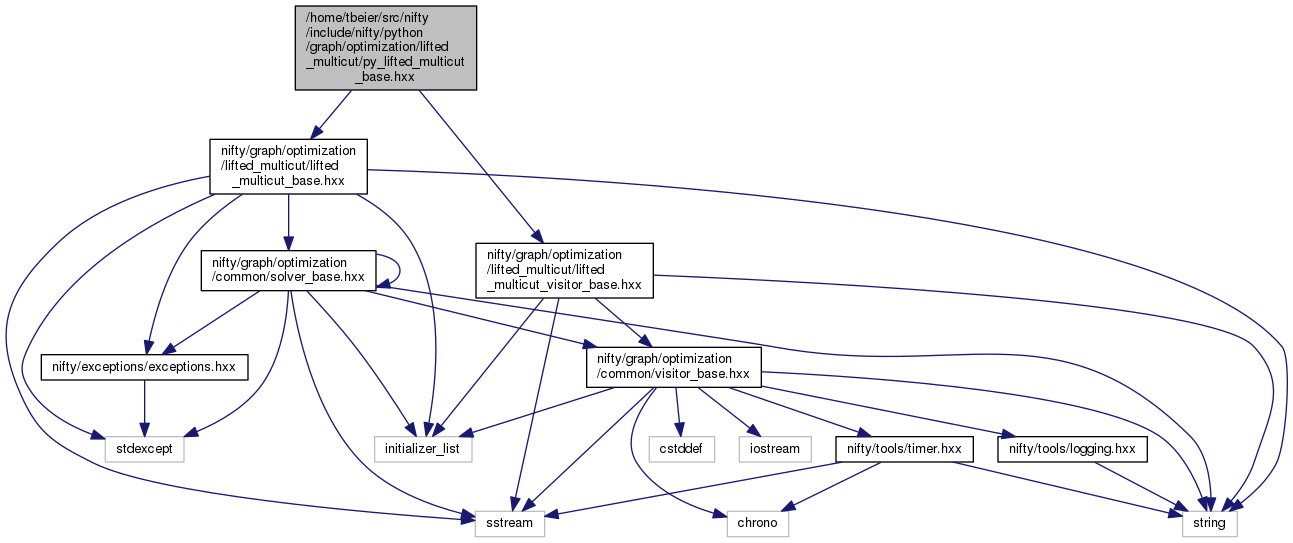 /home/tbeier/src/nifty
/include/nifty/python
/graph/optimization/lifted
_multicut/py_lifted_multicut
_base.hxx
nifty/graph/optimization
/lifted_multicut/lifted
_multicut_base.hxx
nifty/graph/optimization
/common/solver_base.hxx
nifty/graph/optimization
/lifted_multicut/lifted
_multicut_visitor_base.hxx
nifty/exceptions/exceptions.hxx
nifty/graph/optimization
/common/visitor_base.hxx
stdexcept
initializer_list
cstddef
iostream
nifty/tools/timer.hxx
nifty/tools/logging.hxx
sstream
chrono
string